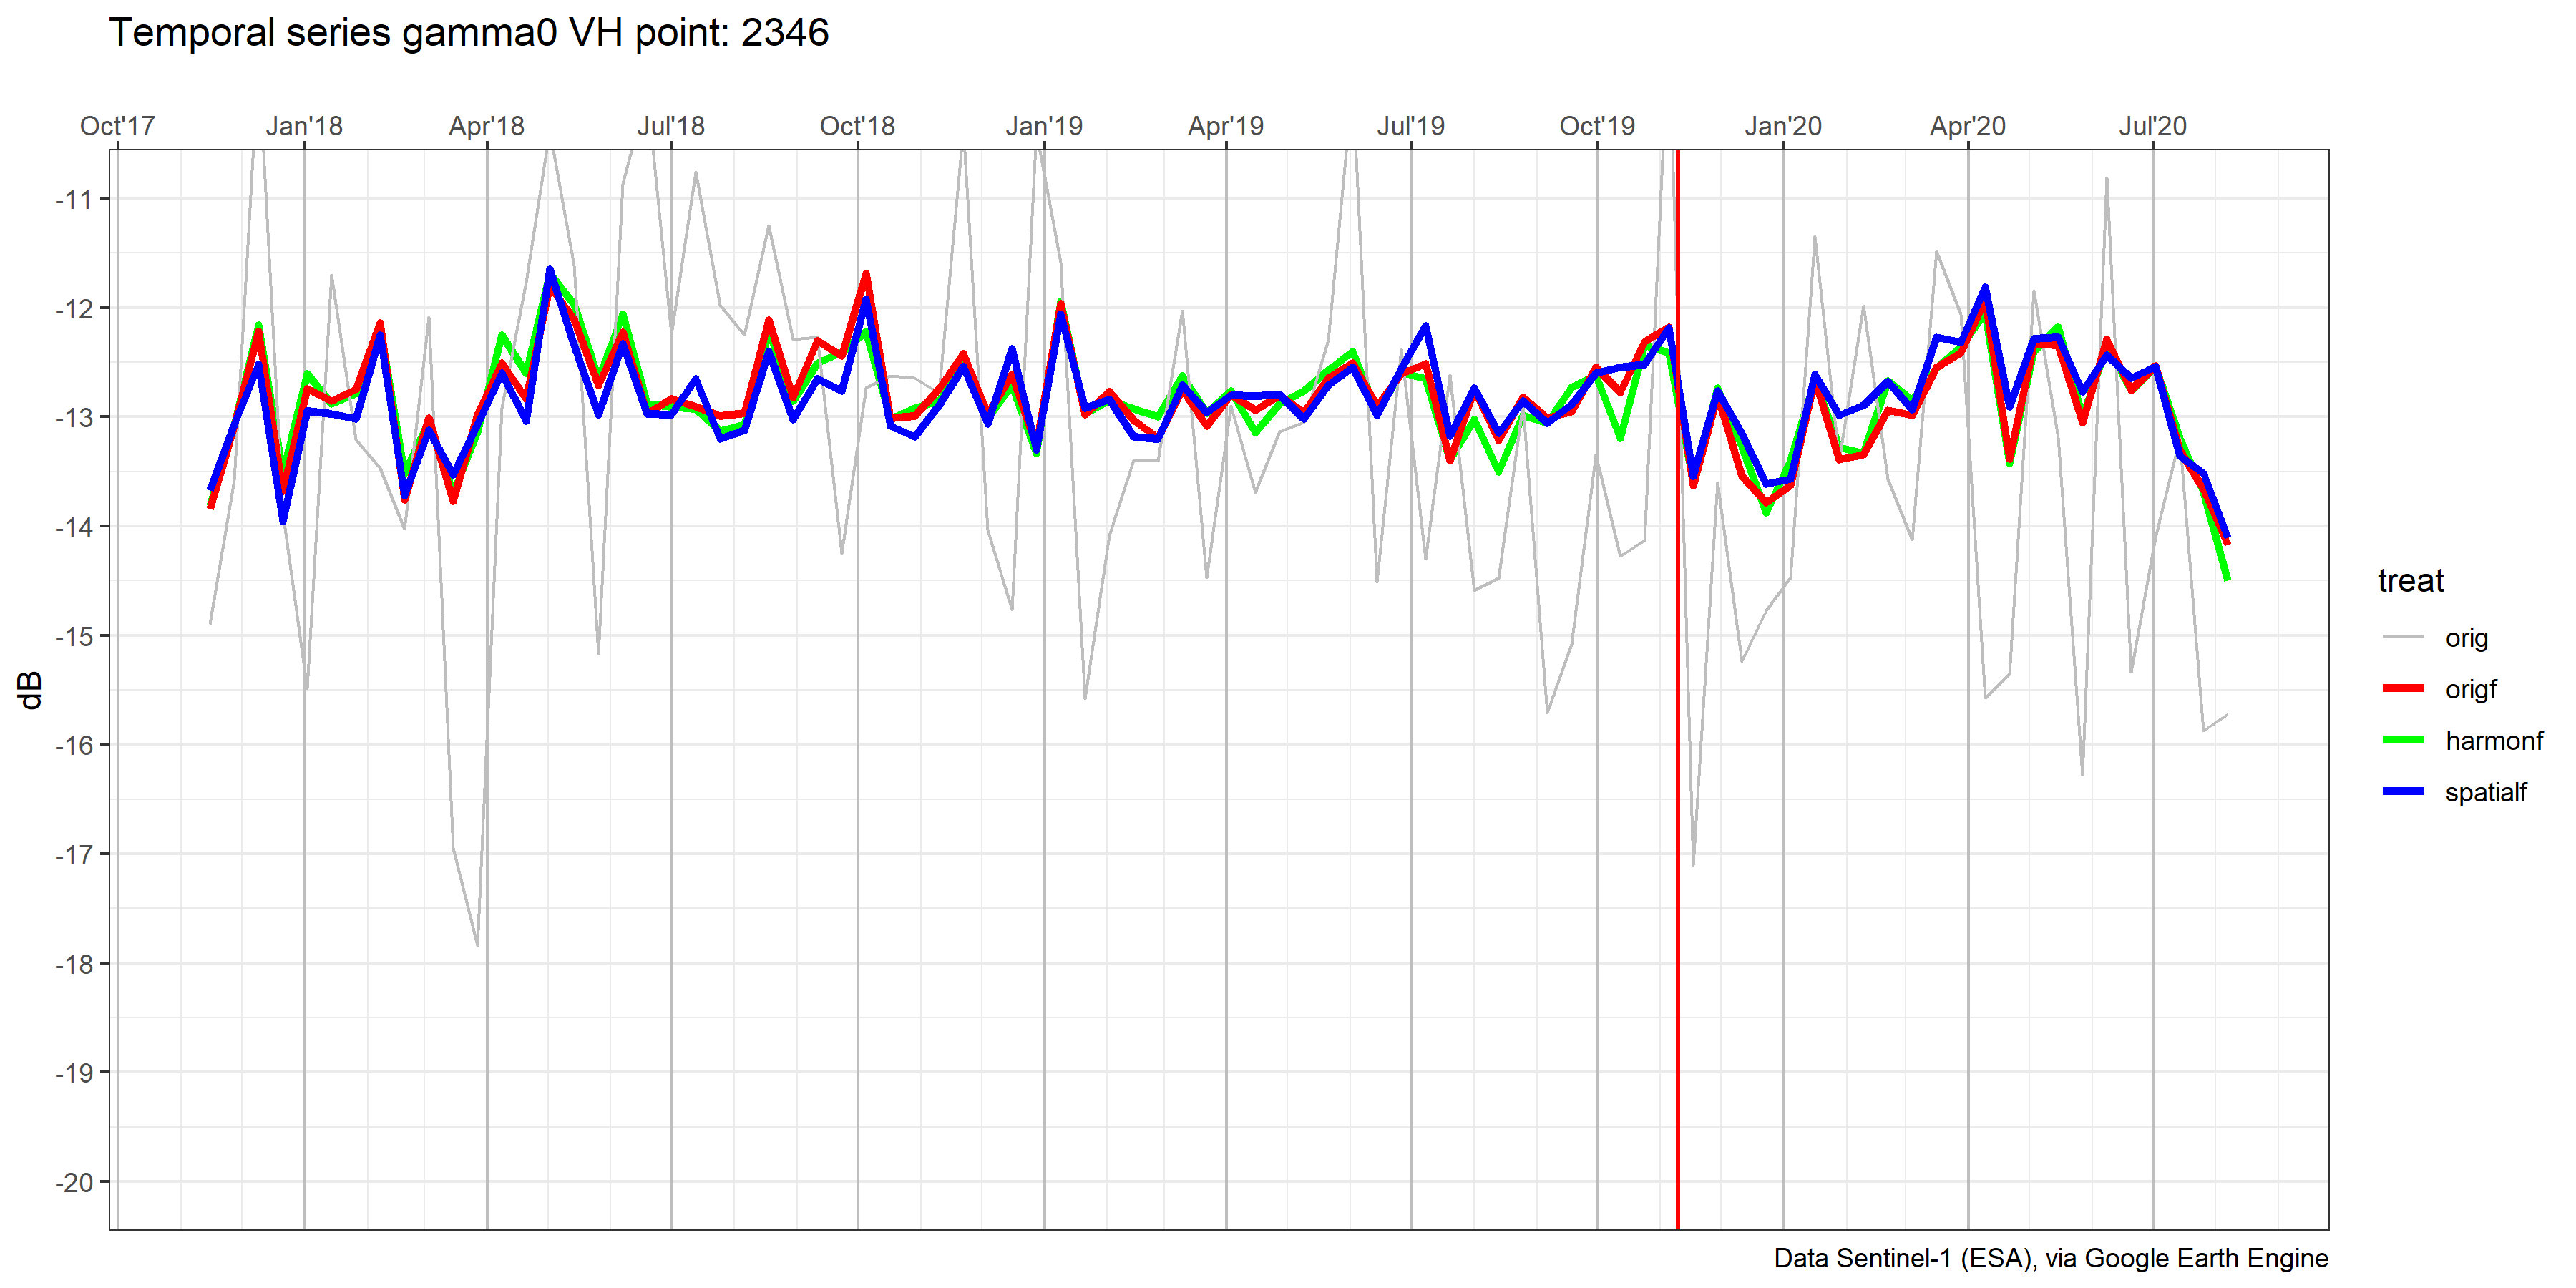 Temporal series gamma0 VH point: 2346
Oct'17 Jan'18 Apr'18 Jul'18 Oct'18 Jan'19 Apr'19 Jul'19 Oct'19 Jan'20 Apr'20 Jul'20
-11
-12
-13
-14
-15
-16
-17
-18
-19
-20
dB
treat
orig
origf
harmonf
spatialf
Data Sentinel-1 (ESA), via Google Earth Engine